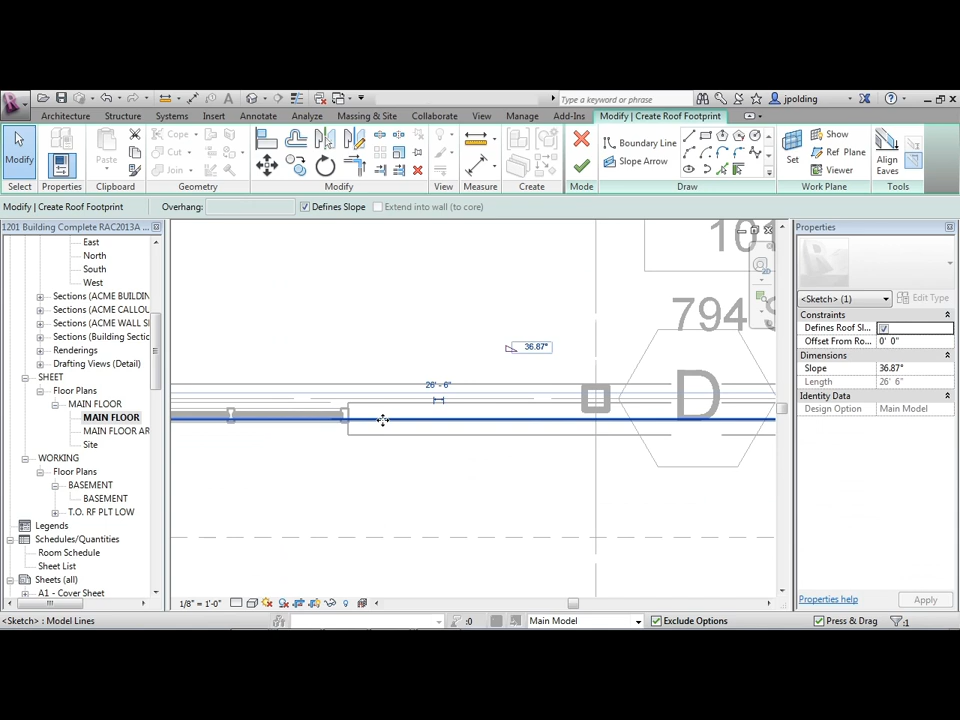 Type a keyword or phrase
jpolding
Architecture Structure Systems Insert Annotate Analyze Massing & Site Collaborate View Manage Add-Ins Modify | Create Roof Footprint
Modify
Paste
Cope
Cut
Join
Boundary Line
Slope Arrow
Set
Show
Ref Plane
Viewer
Align
Eaves
Select Properties Clipboard Geometry Modify View Measure Create Mode Draw Work Plane Tools
Modify | Create Roof Footprint Overhang: Defines Slope Extend into wall (to core)
1201 Building Complete RAC2013A ...
East
North
South
West
Sections (ACME BUILDIN
Sections (ACME CALLOU
Sections (ACME WALL SI
Sections (Building Sectio
Renderings
Drafting Views (Detail)
SHEET
Floor Plans
MAIN FLOOR
MAIN FLOOR
MAIN FLOOR AR
Site
WORKING
Floor Plans
BASEMENT
BASEMENT
T.O. RF PLT LOW
Legends
Schedules/Quantities
Room Schedule
Sheet List
Sheets (all)
A1 - Cover Sheet
101
794 S
36.87°
26' - 6"
D
1/8" = 1'-0"
Properties
<Sketch> (1) Edit Type
Constraints
Defines Roof Sl...
Offset From Ro... 0' 0"
Dimensions
Slope 36.87°
Length 26' 6"
Identity Data
Design Option Main Model
Properties help Apply
<Sketch> : Model Lines :0 Main Model Exclude Options Press & Drag :1